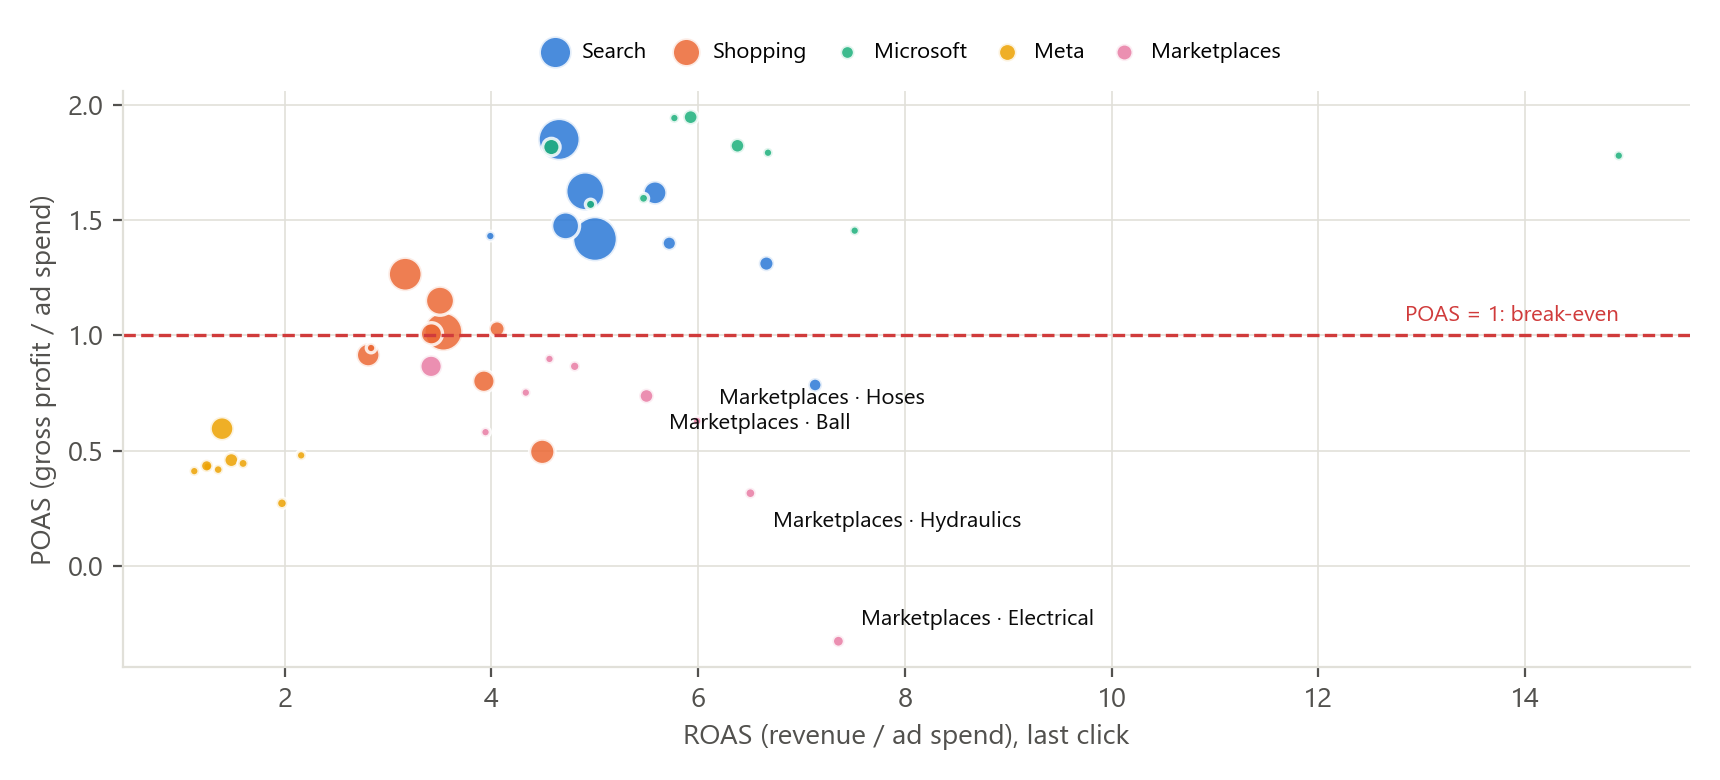 Search Shopping Microsoft Meta Marketplaces
POAS (gross profit / ad spend)
2.0
1.5
1.0
0.5
0.0
POAS = 1: break-even
Marketplaces · Hoses
Marketplaces · Ball
Marketplaces · Hydraulics
Marketplaces · Electrical
2 4 6 8 10 12 14
ROAS (revenue / ad spend), last click